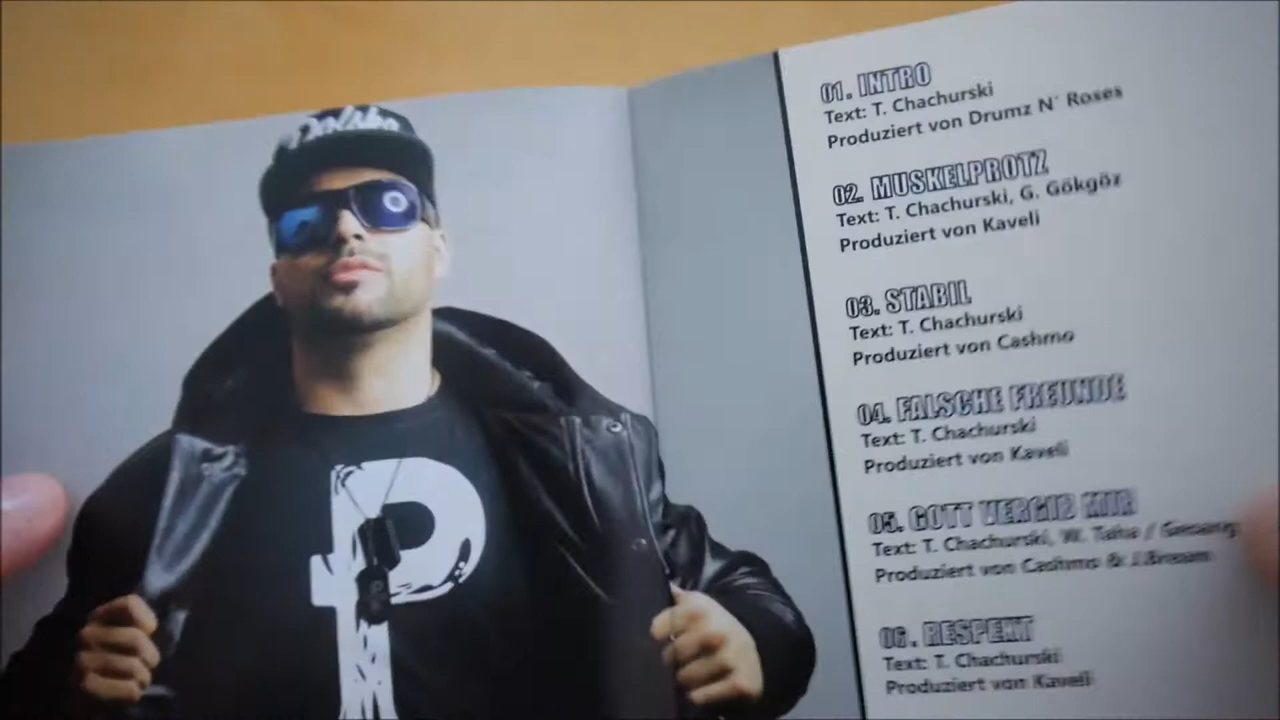 Polska
P
01. INTRO
Text: T. Chachurski
Produziert von Drumz N' Roses
02. MUSKELPROTZ
Text: T. Chachurski, G. Gökgöz
Produziert von Kaveli
03. STABIL
Text: T. Chachurski
Produziert von Cashmo
04. FALSCHE FREUNDE
Text: T. Chachurski
Produziert von Kaveli
05. GOTT VERGIB MIR
Text: T. Chachurski, W. Taha / Gesang
Produziert von Cashmo & J.Bream
06. RESPEKT
Text: T. Chachurski
Produziert von Kaveli